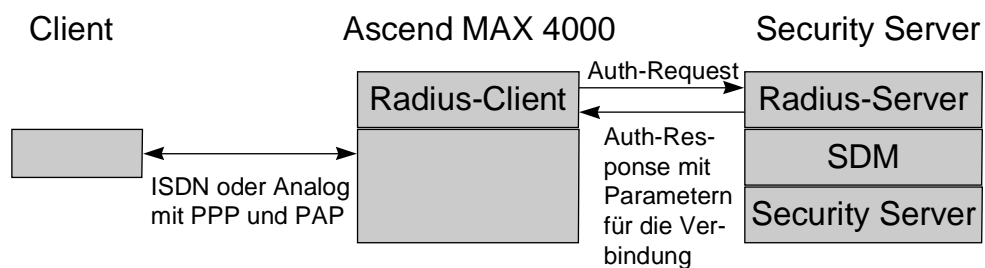 Client
Ascend MAX 4000
Security Server
Auth-Request
Radius-Client
Radius-Server
Auth-Res-
ponse mit
Parametern
für die Ver-
bindung
SDM
ISDN oder Analog
mit PPP und PAP
Security Server